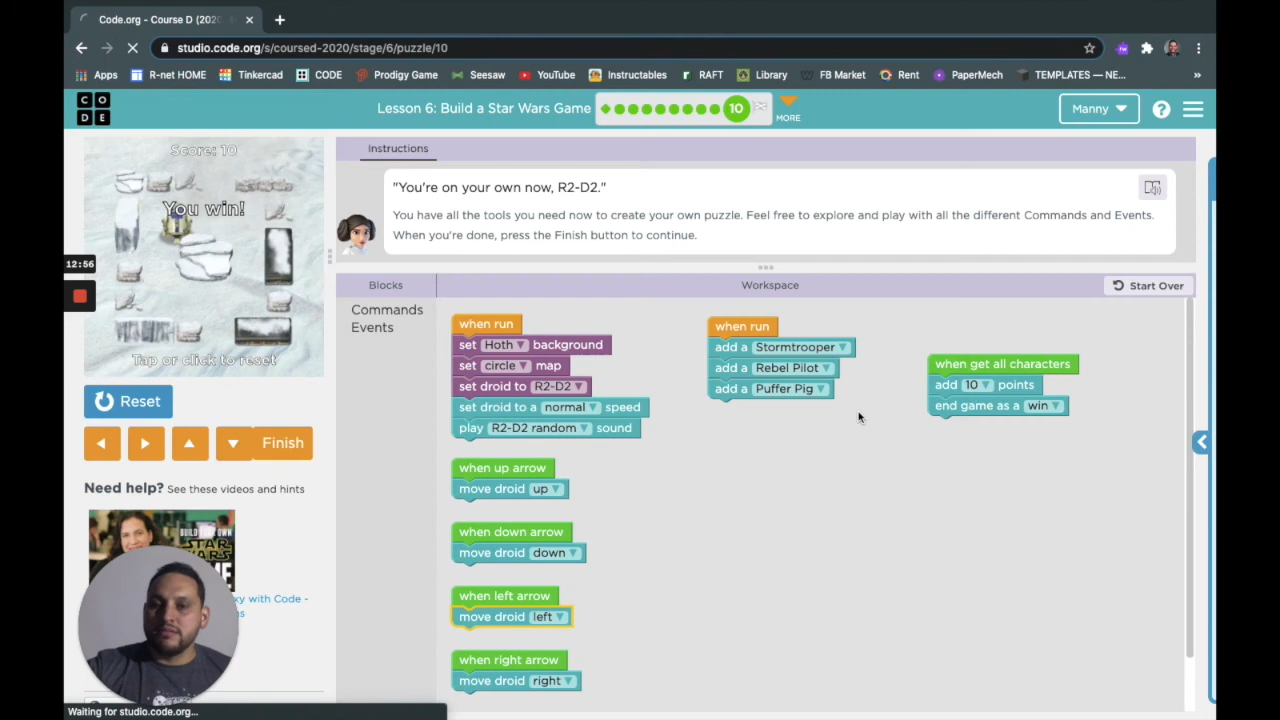 Code.org - Course D (202
studio.code.org/s/coursed-2020/stage/6/puzzle/10
Apps R-net HOME Tinkercad CODE Prodigy Game Seesaw YouTube Instructables RAFT Library FB Market Rent PaperMech TEMPLATES — NE... »
C O D E
Lesson 6: Build a Star Wars Game
10
MORE
Manny
?
Score: 10
You win!
Tap or click to reset
12:56
Reset
Finish
Need help? See these videos and hints
BUILD
OWN
STAR
WARS
xy with Code -
Instructions
"You're on your own now, R2-D2."
You have all the tools you need now to create your own puzzle. Feel free to explore and play with all the different Commands and Events.
When you're done, press the Finish button to continue.
Blocks
Workspace
Start Over
Commands
Events
when run
set Hoth background
set circle map
set droid to R2-D2
set droid to a normal speed
play R2-D2 random sound
when up arrow
move droid up
when down arrow
move droid down
when left arrow
move droid left
when right arrow
move droid right
when run
add a Stormtrooper
add a Rebel Pilot
add a Puffer Pig
when get all characters
add 10 points
end game as a win
Waiting for studio.code.org...